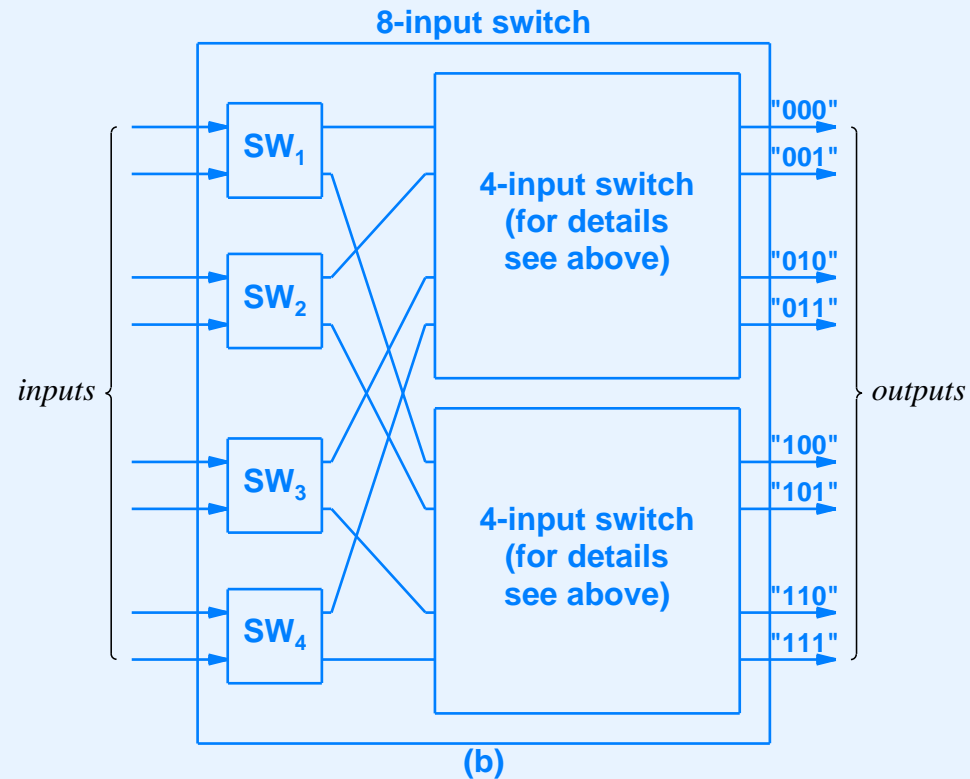 8-input switch
"000"
SW1
"001"
4-input switch
(for details
see above)
SW2
"010"
"011"
inputs
outputs
SW3
"100"
"101"
4-input switch
(for details
see above)
SW4
"110"
"111"
(b)